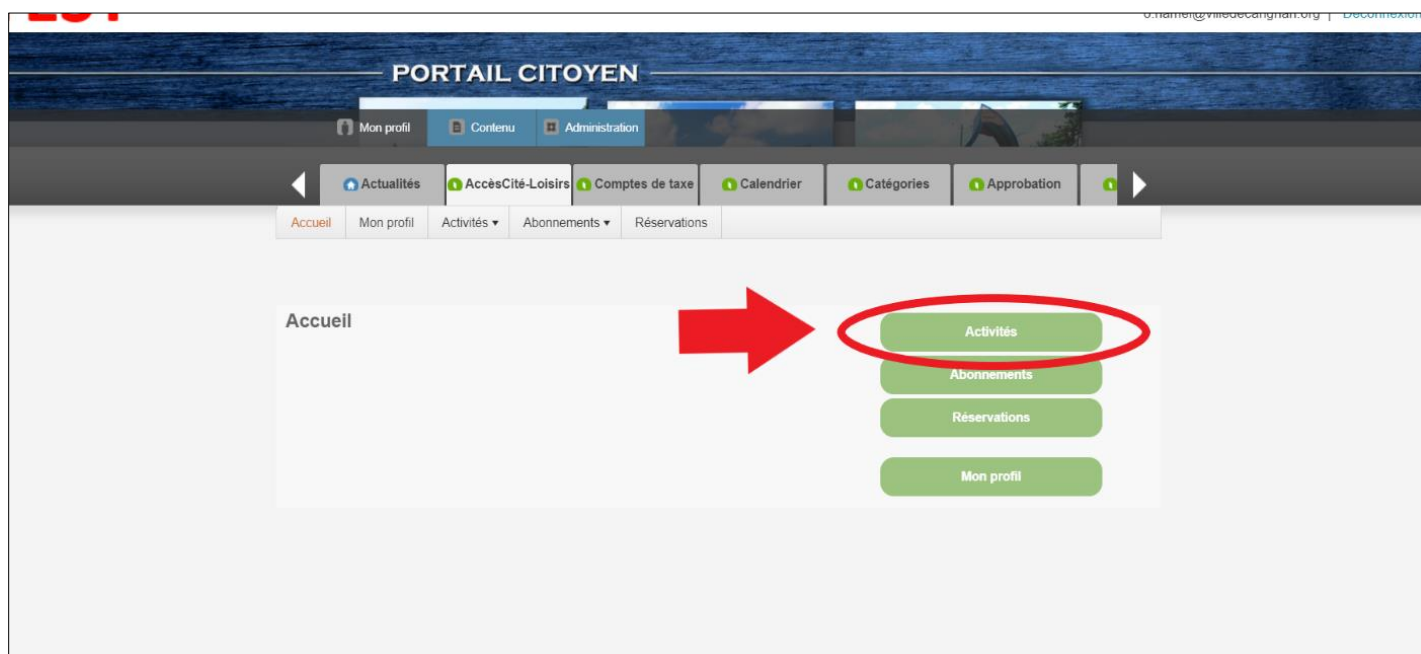 PORTAIL CITOYEN
Mon profil Contenu Administration
Actualités AccèsCité-Loisirs Comptes de taxe Calendrier Catégories Approbation
Accueil Mon profil Activités ▾ Abonnements ▾ Réservations
Accueil
Activités
Abonnements
Réservations
Mon profil